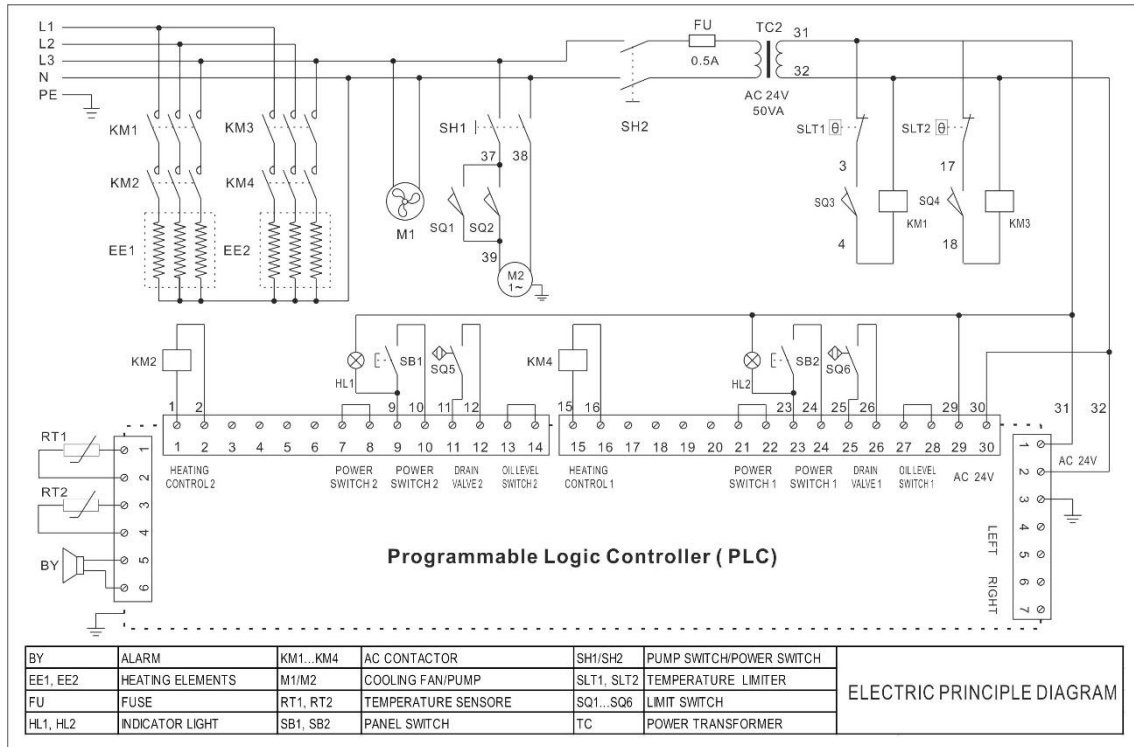 L1
L2
L3
N
PE
FU
0.5A
TC2
31
32
AC 24V
50VA
SH2
KM1
KM3
KM2
KM4
EE1
EE2
M1
SH1
37
38
SQ1
SQ2
39
M2
1~
SLT1 θ
SLT2 θ
3
17
SQ3
SQ4
KM1
KM3
4
18
KM2
HL1
SB1
SQ5
KM4
HL2
SB2
SQ6
1 2 9 10 11 12 15 16 23 24 25 26 29 30 31 32
1 2 3 4 5 6 7 8 9 10 11 12 13 14 15 16 17 18 19 20 21 22 23 24 25 26 27 28 29 30
HEATING CONTROL 2
POWER SWITCH 2
POWER SWITCH 2
DRAIN VALVE 2
OIL LEVEL SWITCH 2
HEATING CONTROL 1
POWER SWITCH 1
POWER SWITCH 1
DRAIN VALVE 1
OIL LEVEL SWITCH 1
AC 24V
RT1
RT2
BY
1
2
3
4
5
6
1
2
3
4
5
6
7
AC 24V
LEFT
RIGHT
Programmable Logic Controller ( PLC)
BY ALARM KM1...KM4 AC CONTACTOR SH1/SH2 PUMP SWITCH/POWER SWITCH
EE1, EE2 HEATING ELEMENTS M1/M2 COOLING FAN/PUMP SLT1, SLT2 TEMPERATURE LIMITER
FU FUSE RT1, RT2 TEMPERATURE SENSORE SQ1...SQ6 LIMIT SWITCH
HL1, HL2 INDICATOR LIGHT SB1, SB2 PANEL SWITCH TC POWER TRANSFORMER
ELECTRIC PRINCIPLE DIAGRAM